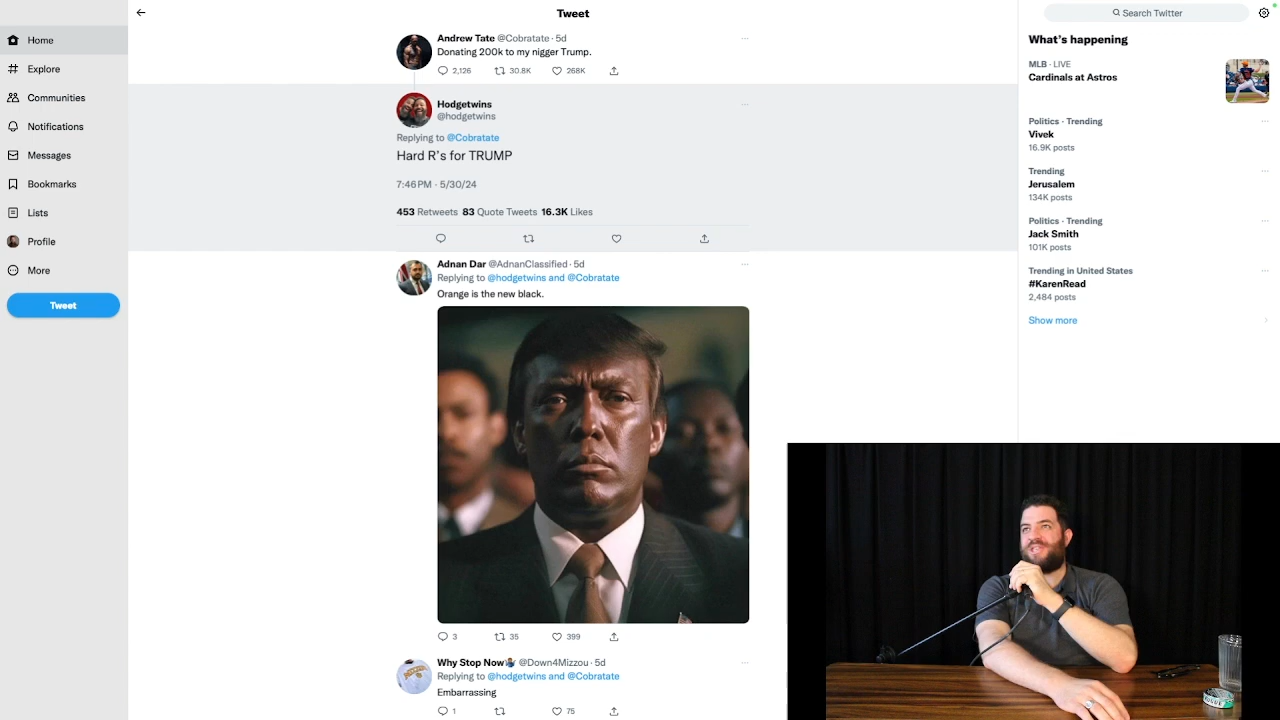 Tweet
Search Twitter
Home
Explore
Communities
Notifications
Messages
Bookmarks
Lists
Profile
More
Tweet
Andrew Tate @Cobratate · 5d
Donating 200k to my nigger Trump.
2,126 30.8K 268K
Hodgetwins
@hodgetwins
Replying to @Cobratate
Hard R's for TRUMP
7:46 PM · 5/30/24
453 Retweets 83 Quote Tweets 16.3K Likes
Adnan Dar @AdnanClassified · 5d
Replying to @hodgetwins and @Cobratate
Orange is the new black.
3 35 399
Why Stop Now @Down4Mizzou · 5d
Replying to @hodgetwins and @Cobratate
Embarrassing
1 75
What's happening
MLB · LIVE
Cardinals at Astros
Politics · Trending
Vivek
16.9K posts
Trending
Jerusalem
134K posts
Politics · Trending
Jack Smith
101K posts
Trending in United States
#KarenRead
2,484 posts
Show more